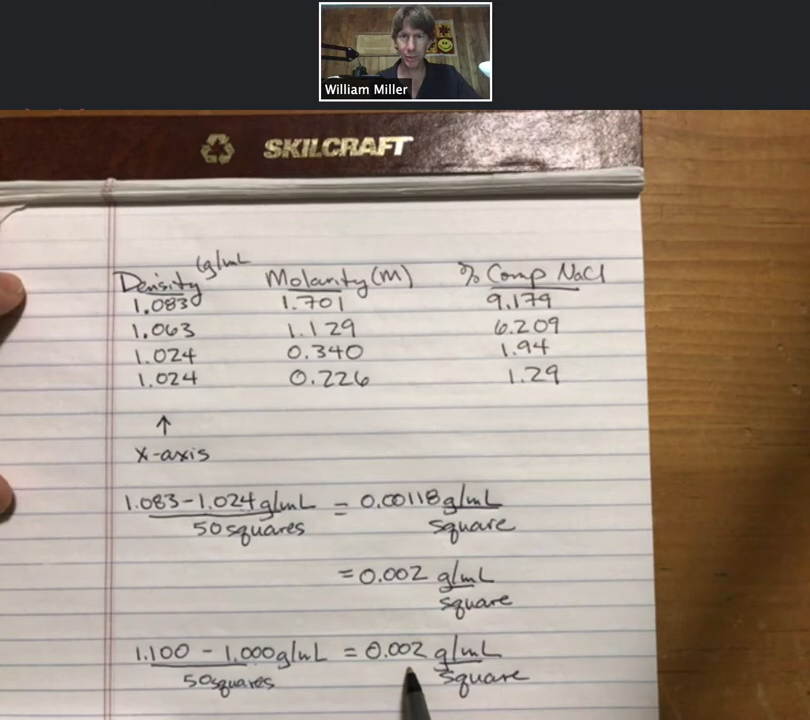 William Miller
SKILCRAFT
Density (g/mL Molarity (M) % Comp NaCl
1.083 1.701 9.179
1.063 1.129 6.209
1.024 0.340 1.94
1.024 0.226 1.29
↑
x-axis
1.083-1.024 g/mL = 0.00118 g/mL
50 squares square
= 0.002 g/mL
square
1.100 - 1.000 g/mL = 0.002 g/mL
50 squares square